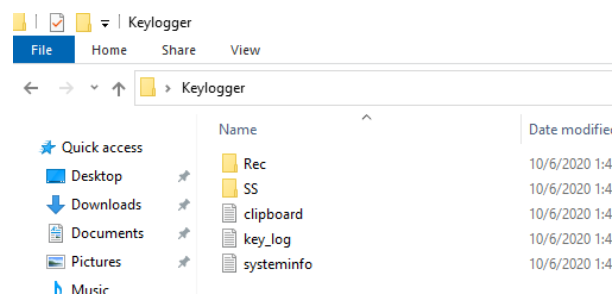 Keylogger
File Home Share View
Keylogger
Name Date modified
Quick access
Rec 10/6/2020 1:4
Desktop
SS 10/6/2020 1:4
Downloads
clipboard 10/6/2020 1:4
Documents
key_log 10/6/2020 1:4
Pictures
systeminfo 10/6/2020 1:4
Music